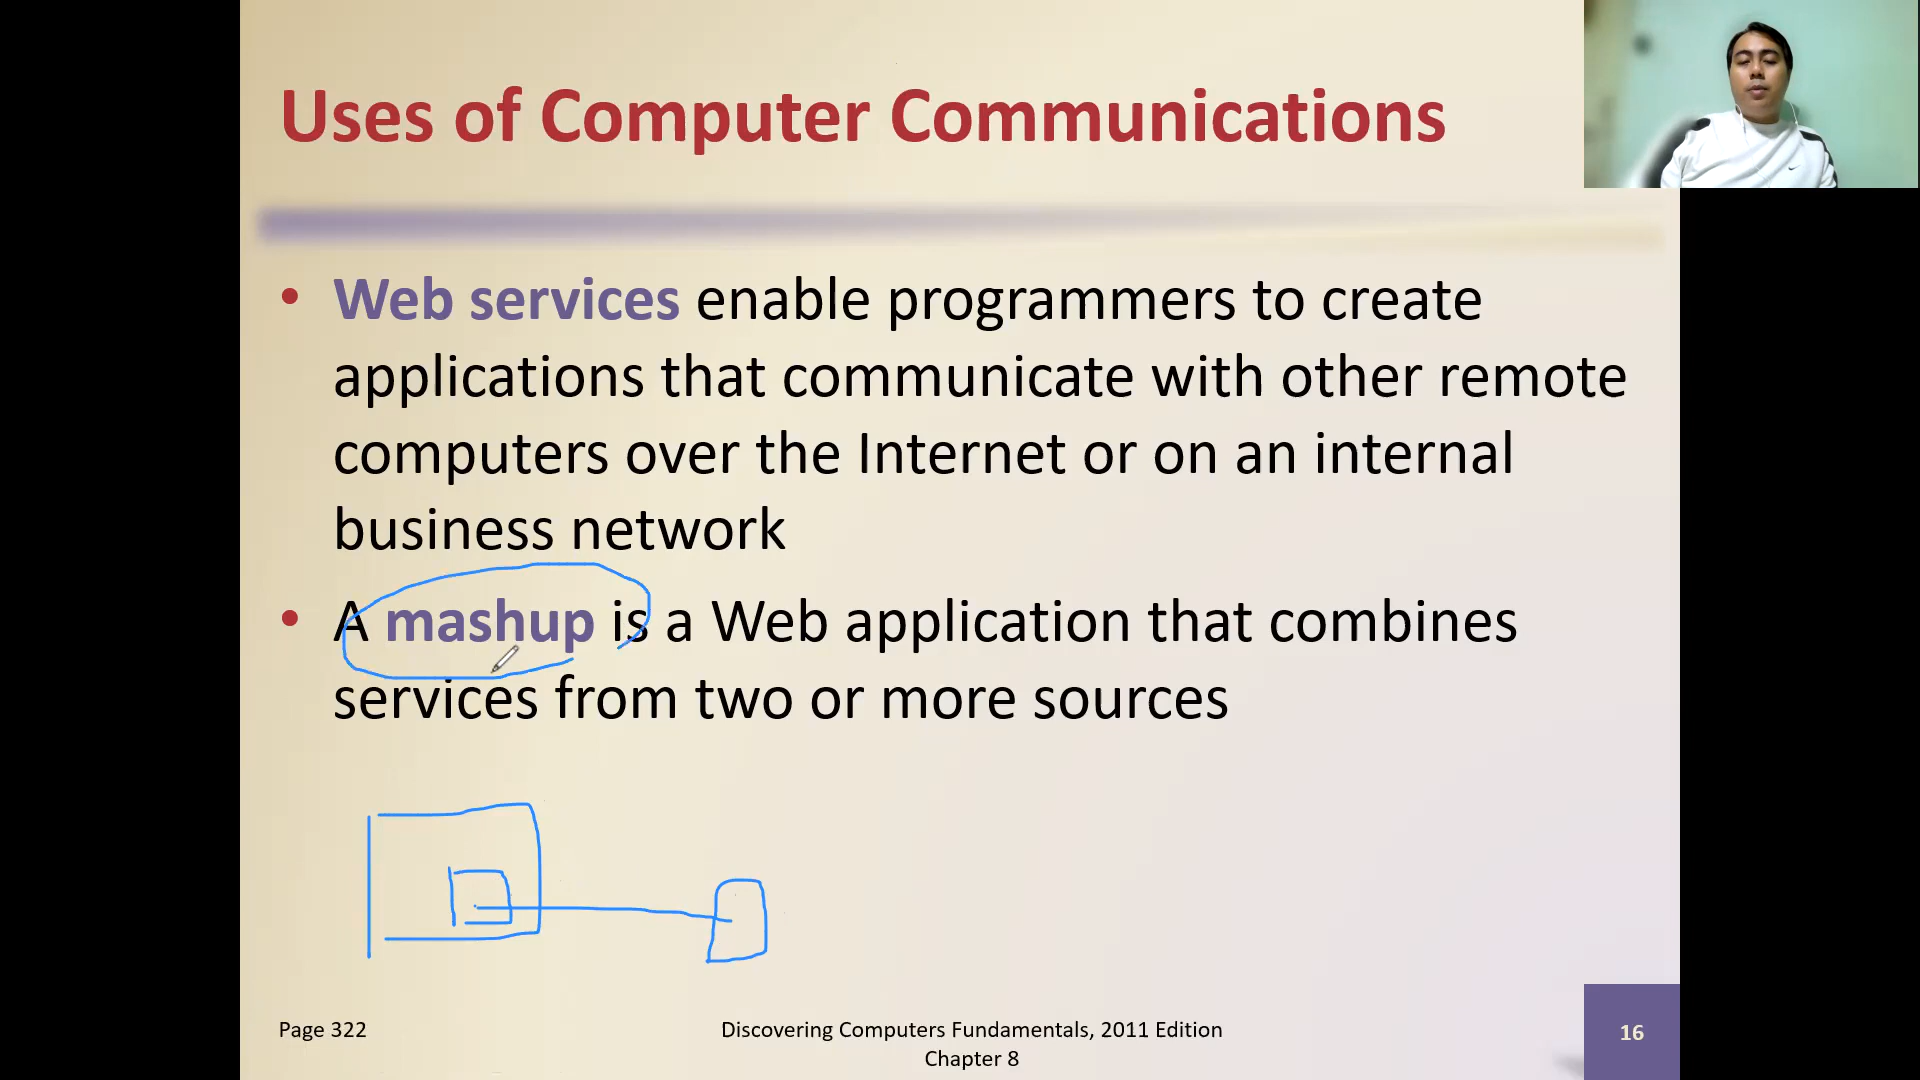 Uses of Computer Communications
• Web services enable programmers to create
applications that communicate with other remote
computers over the Internet or on an internal
business network
• A mashup is a Web application that combines
services from two or more sources
Page 322
Discovering Computers Fundamentals, 2011 Edition
Chapter 8
16